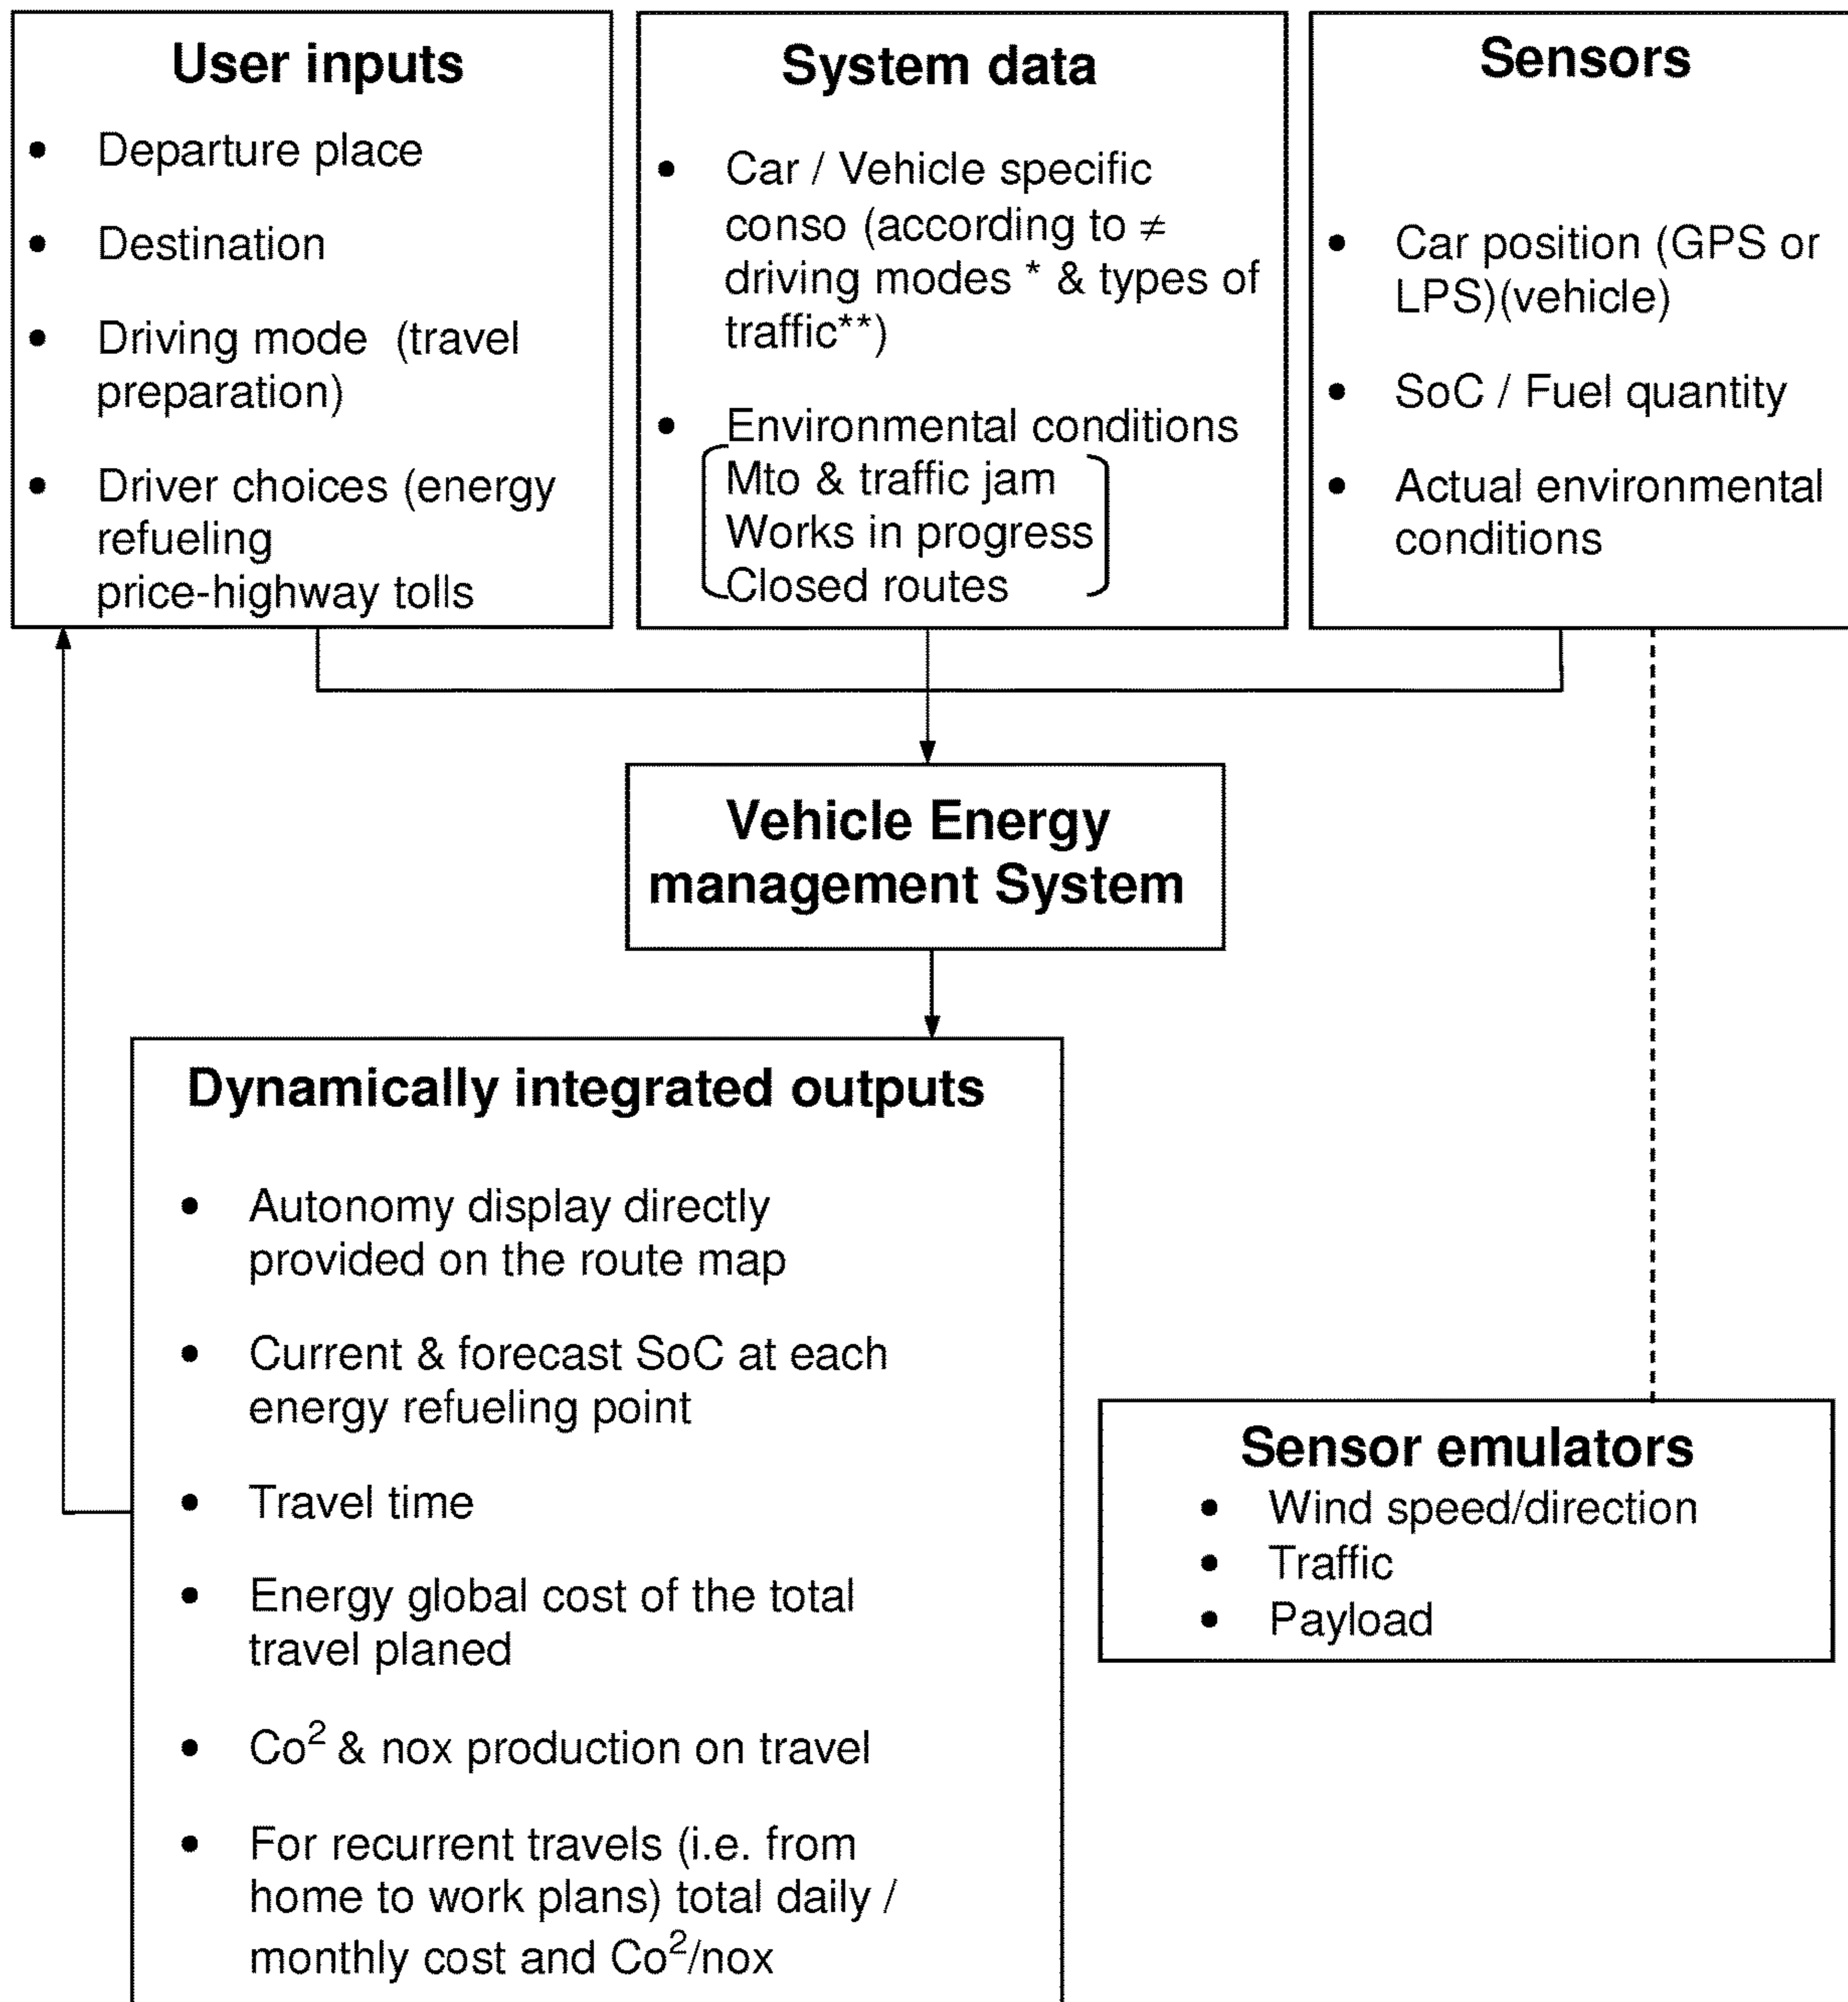 User inputs
• Departure place
• Destination
• Driving mode (travel
preparation)
• Driver choices (energy
refueling
price-highway tolls
System data
• Car / Vehicle specific
conso (according to ≠
driving modes * & types of
traffic**)
• Environmental conditions
Mto & traffic jam
Works in progress
Closed routes
Sensors
• Car position (GPS or
LPS)(vehicle)
• SoC / Fuel quantity
• Actual environmental
conditions
Vehicle Energy
management System
Dynamically integrated outputs
• Autonomy display directly
provided on the route map
• Current & forecast SoC at each
energy refueling point
• Travel time
• Energy global cost of the total
travel planed
• Co² & nox production on travel
• For recurrent travels (i.e. from
home to work plans) total daily /
monthly cost and Co²/nox
Sensor emulators
• Wind speed/direction
• Traffic
• Payload